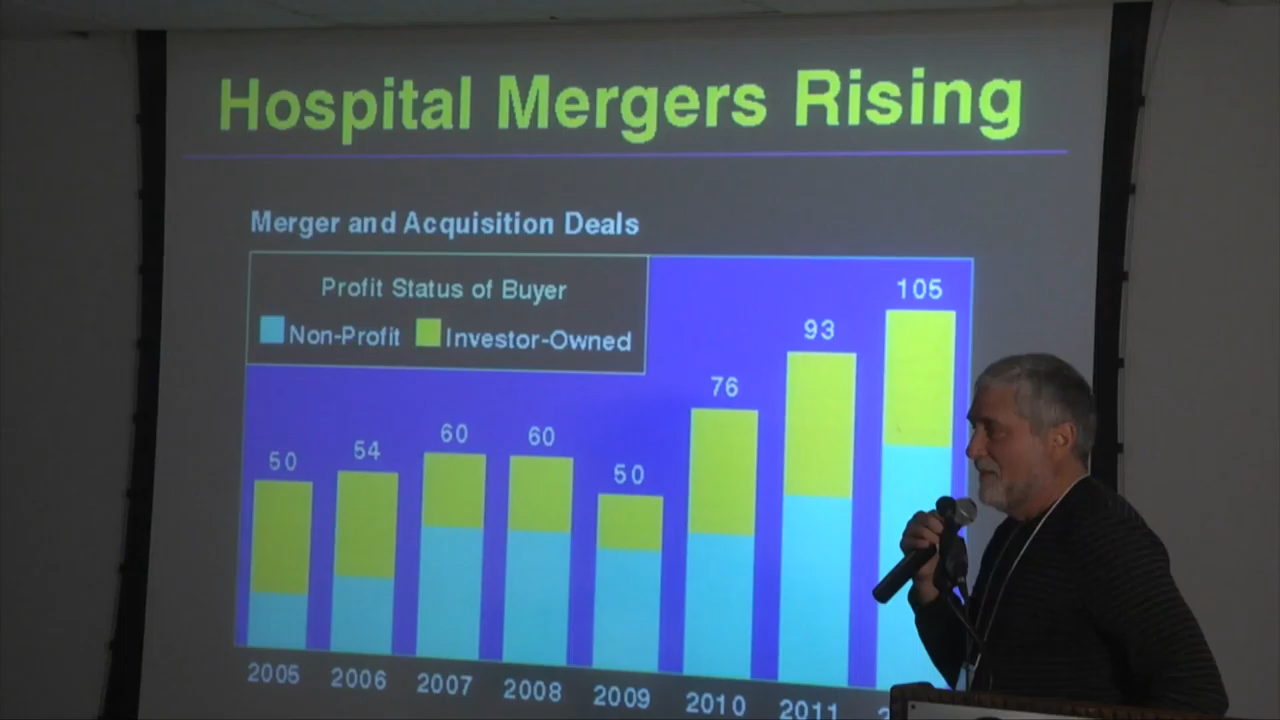 Hospital Mergers Rising
Merger and Acquisition Deals
Profit Status of Buyer
Non-Profit Investor-Owned
50 54 60 60 50 76 93 105
2005 2006 2007 2008 2009 2010 2011